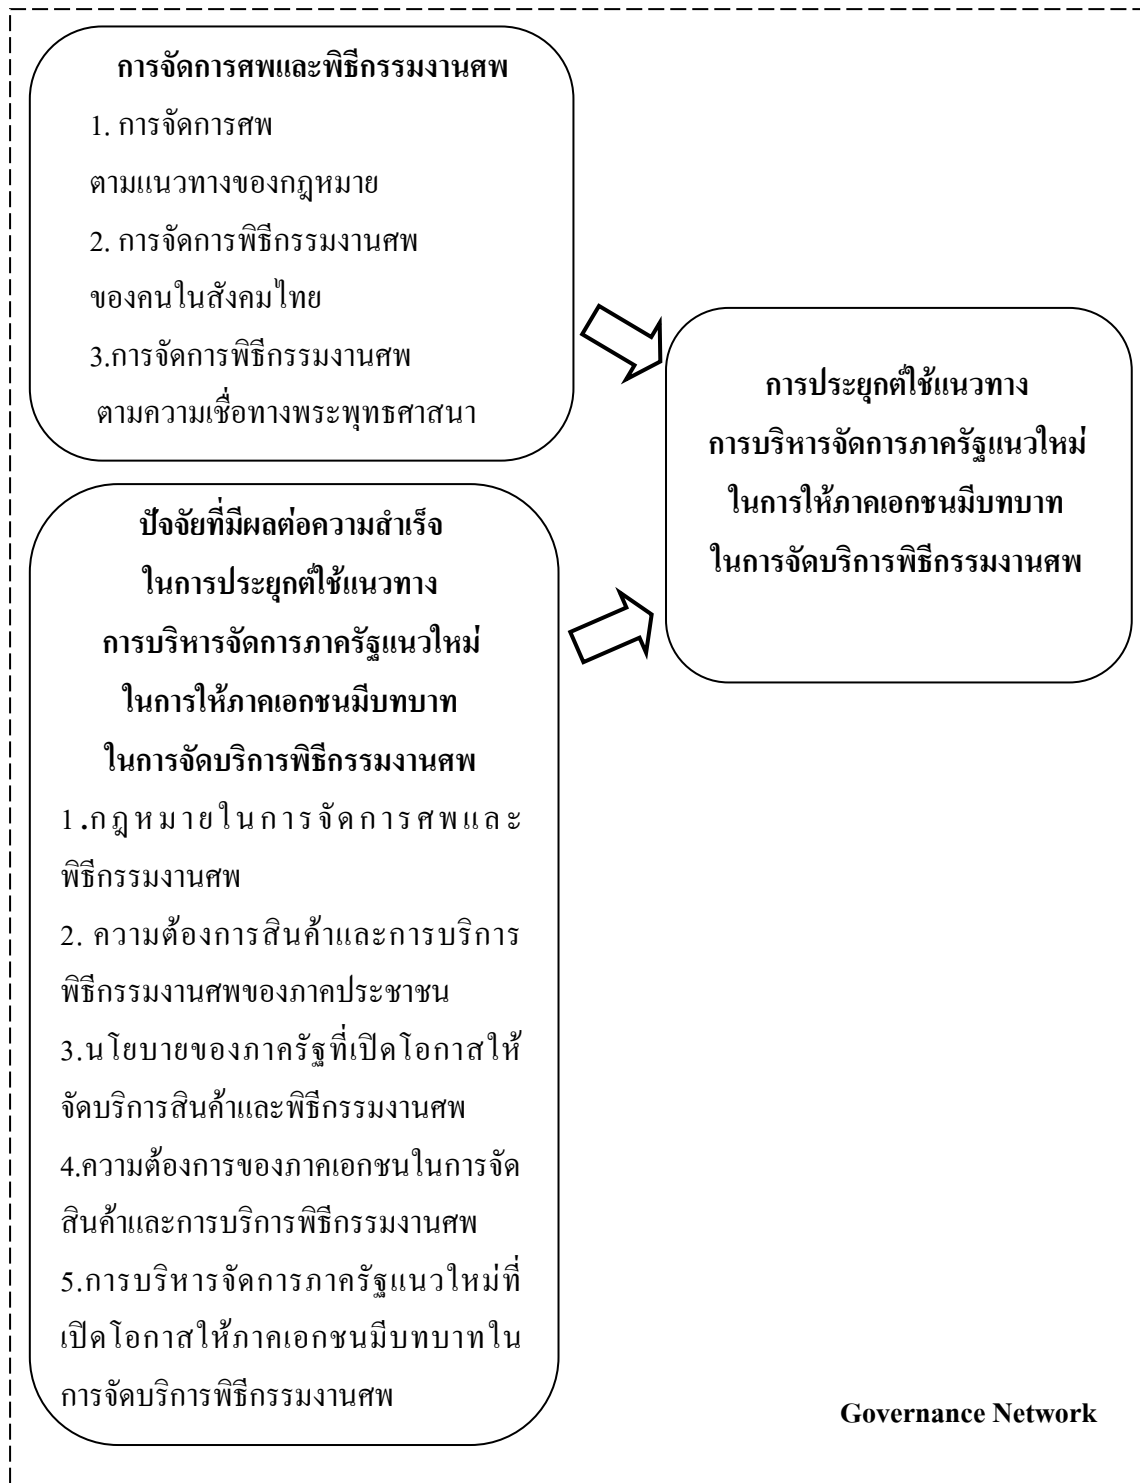 การจัดการศพและพิธีกรรมงานศพ
1. การจัดการศพ
ตามแนวทางของกฎหมาย
2. การจัดการพิธีกรรมงานศพ
ของคนในสังคมไทย
3.การจัดการพิธีกรรมงานศพ
ตามความเชื่อทางพระพุทธศาสนา
ปัจจัยที่มีผลต่อความสำเร็จ
ในการประยุกต์ใช้แนวทาง
การบริหารจัดการภาครัฐแนวใหม่
ในการให้ภาคเอกชนมีบทบาท
ในการจัดบริการพิธีกรรมงานศพ
1.กฎหมายในการจัดการศพและ
พิธีกรรมงานศพ
2. ความต้องการสินค้าและการบริการ
พิธีกรรมงานศพของภาคประชาชน
3.นโยบายของภาครัฐที่เปิดโอกาสให้
จัดบริการสินค้าและพิธีกรรมงานศพ
4.ความต้องการของภาคเอกชนในการจัด
สินค้าและการบริการพิธีกรรมงานศพ
5.การบริหารจัดการภาครัฐแนวใหม่ที่
เปิดโอกาสให้ภาคเอกชนมีบทบาทใน
การจัดบริการพิธีกรรมงานศพ
การประยุกต์ใช้แนวทาง
การบริหารจัดการภาครัฐแนวใหม่
ในการให้ภาคเอกชนมีบทบาท
ในการจัดบริการพิธีกรรมงานศพ
Governance Network